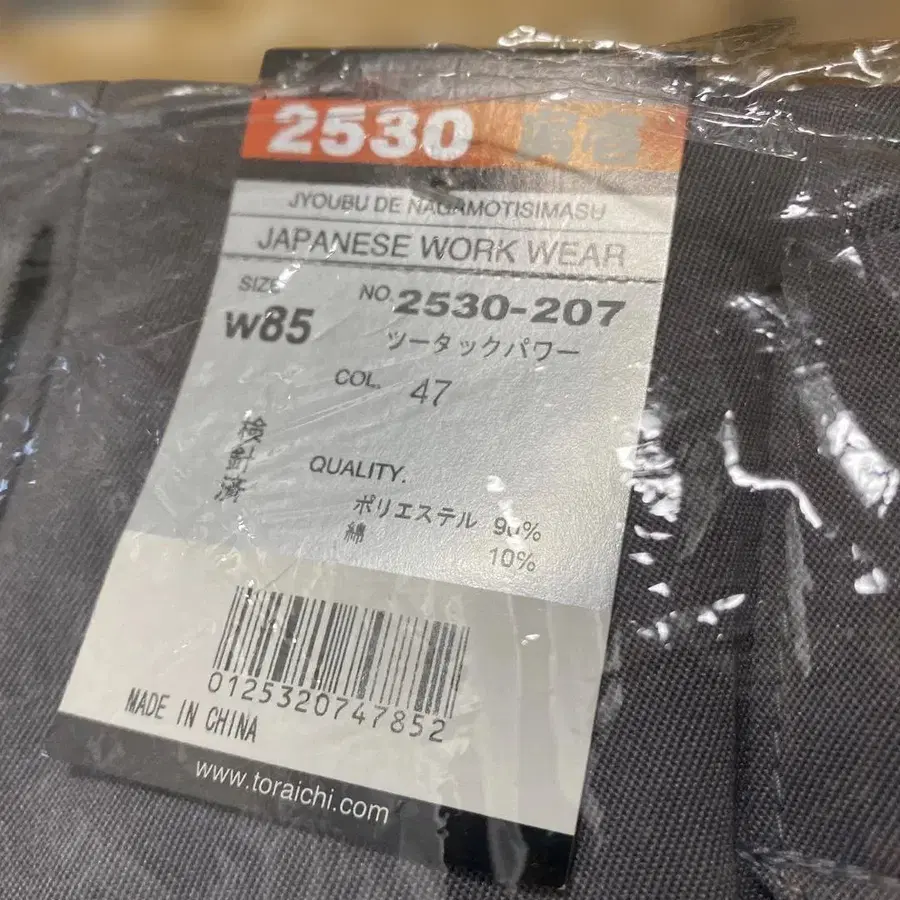 2530
JYOUBU DE NAGAMOTISIMASU
JAPANESE WORK WEAR
SIZE
W85
NO. 2530-207
ツータックパワー
COL. 47
検針済
QUALITY.
ポリエステル 90%
綿 10%
0125320747852
MADE IN CHINA
www.toraichi.com